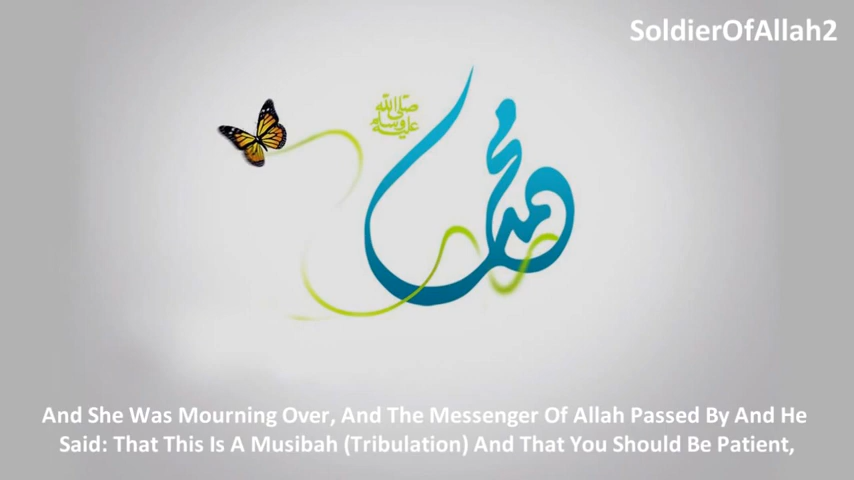 SoldierOfAllah2
صلى الله
عليه وسلم
محمد
And She Was Mourning Over, And The Messenger Of Allah Passed By And He
Said: That This Is A Musibah (Tribulation) And That You Should Be Patient,